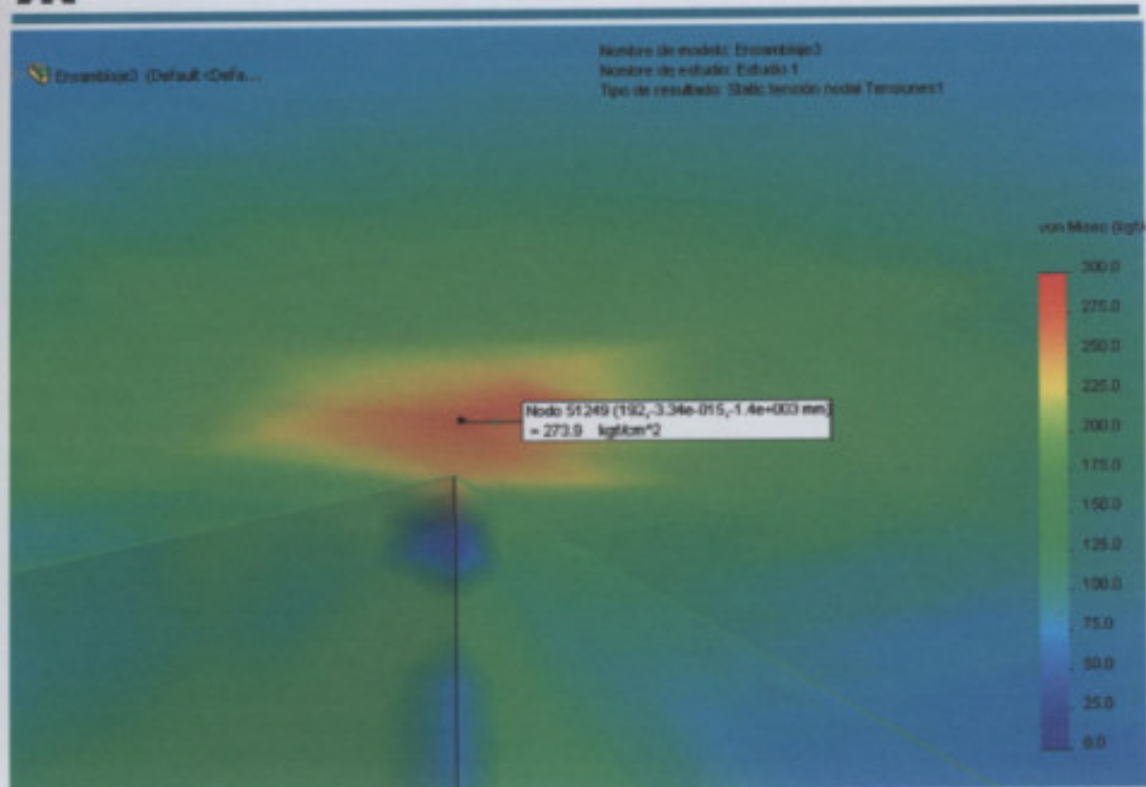 Ensamblaje3 (Default<Defa...
Nombre de modelo: Ensamblaje3
Nombre de estudio: Estudio 1
Tipo de resultado: Static tensión nodal Tensiones1
von Mises (kgf/
300.0
275.0
250.0
225.0
200.0
175.0
150.0
125.0
100.0
75.0
50.0
25.0
0.0
Nodo 51249 (192,-3.34e-015,-1.4e+003 mm)
= 273.9 kgf/cm^2